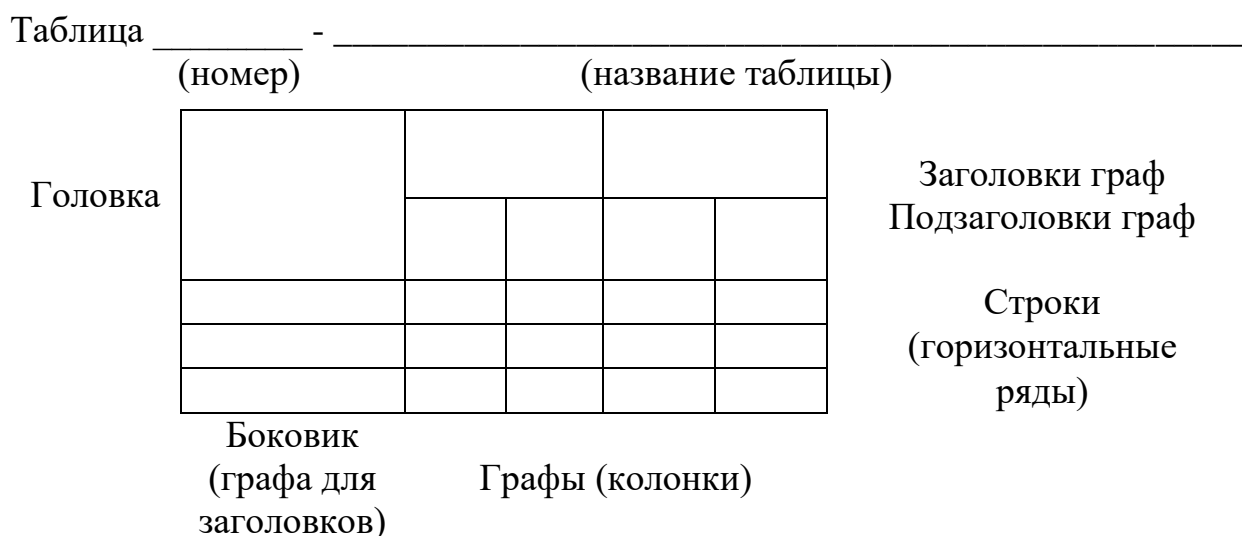 Таблица ________ - _________________________________________________
(номер) (название таблицы)
Головка
Заголовки граф
Подзаголовки граф
Строки
(горизонтальные
ряды)
Боковик
(графа для
заголовков)
Графы (колонки)